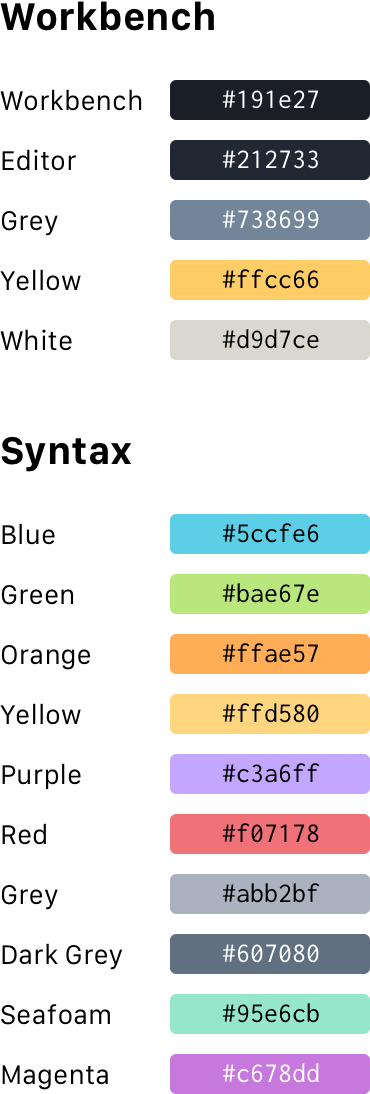 Workbench
Workbench #191e27
Editor #212733
Grey #738699
Yellow #ffcc66
White #d9d7ce
Syntax
Blue #5ccfe6
Green #bae67e
Orange #ffae57
Yellow #ffd580
Purple #c3a6ff
Red #f07178
Grey #abb2bf
Dark Grey #607080
Seafoam #95e6cb
Magenta #c678dd